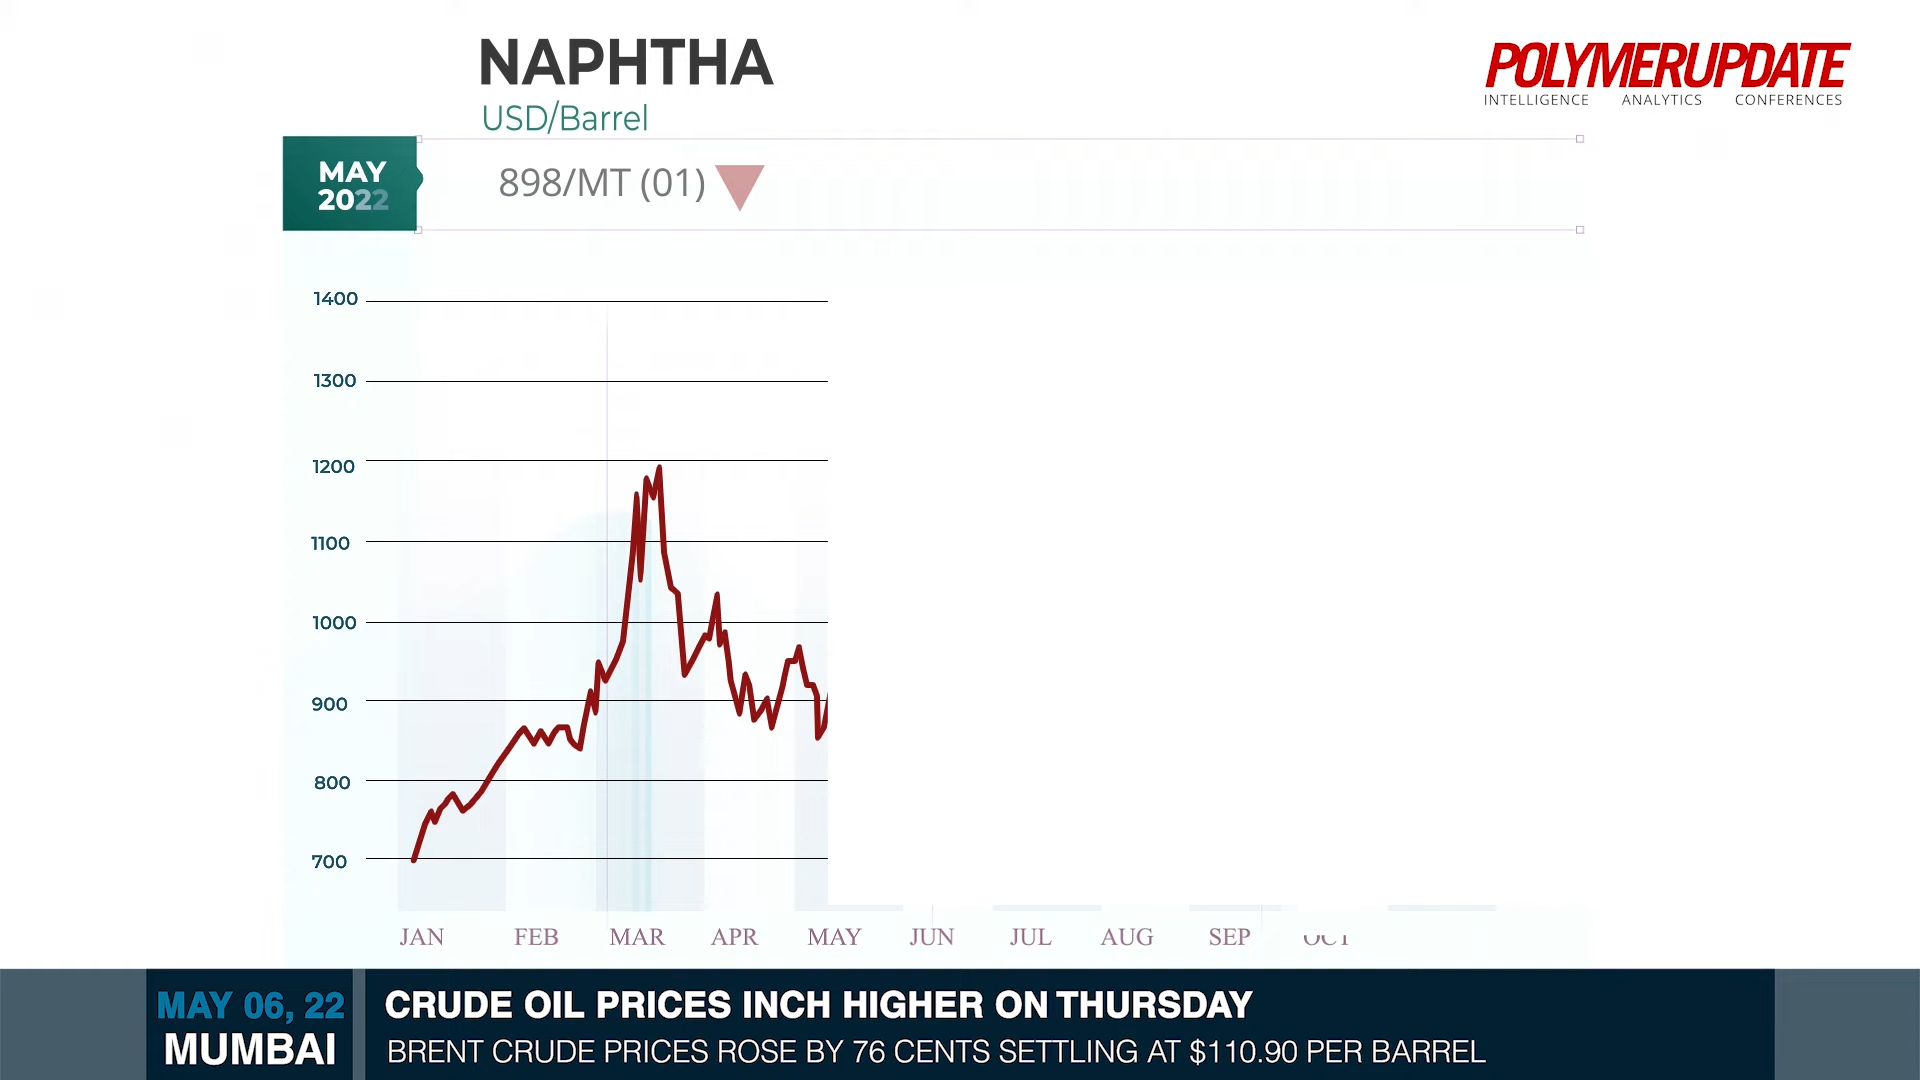 NAPHTHA
USD/Barrel
POLYMERUPDATE
INTELLIGENCE ANALYTICS CONFERENCES
MAY
2022
898/MT (01)
1400
1300
1200
1100
1000
900
800
700
JAN FEB MAR APR MAY JUN JUL AUG SEP OCT
MAY 06, 22
MUMBAI
CRUDE OIL PRICES INCH HIGHER ON THURSDAY
BRENT CRUDE PRICES ROSE BY 76 CENTS SETTLING AT $110.90 PER BARREL